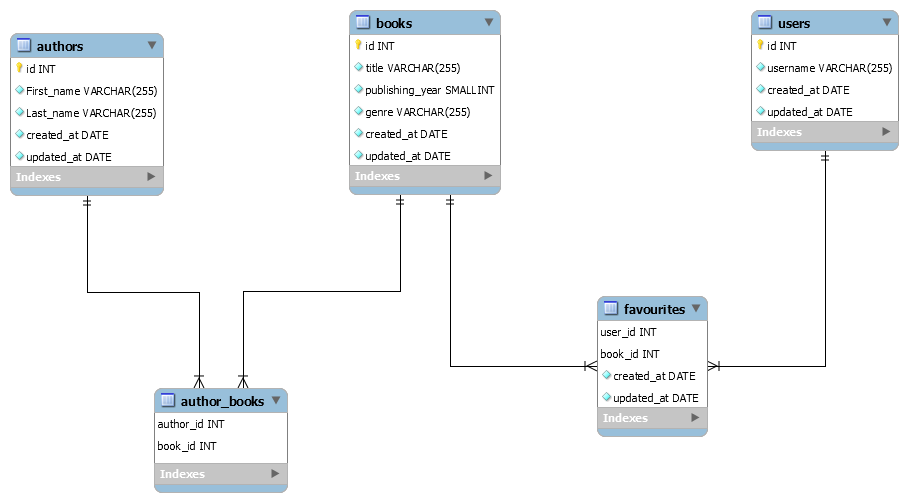 authors
id INT
First_name VARCHAR(255)
Last_name VARCHAR(255)
created_at DATE
updated_at DATE
Indexes
books
id INT
title VARCHAR(255)
publishing_year SMALLINT
genre VARCHAR(255)
created_at DATE
updated_at DATE
Indexes
users
id INT
username VARCHAR(255)
created_at DATE
updated_at DATE
Indexes
favourites
user_id INT
book_id INT
created_at DATE
updated_at DATE
Indexes
author_books
author_id INT
book_id INT
Indexes